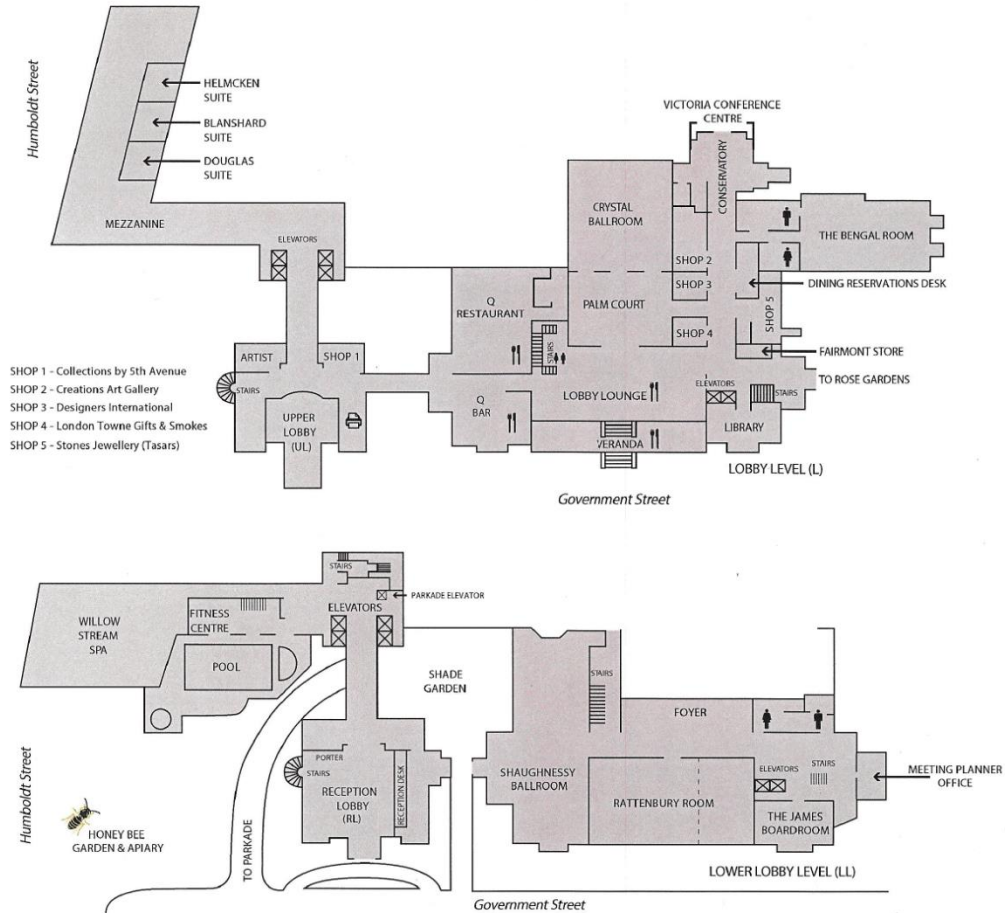 Humboldt Street
HELMCKEN
SUITE
BLANSHARD
SUITE
DOUGLAS
SUITE
MEZZANINE
ELEVATORS
VICTORIA CONFERENCE
CENTRE
CONSERVATORY
CRYSTAL
BALLROOM
THE BENGAL ROOM
SHOP 2
SHOP 3
DINING RESERVATIONS DESK
Q
RESTAURANT
PALM COURT
SHOP 5
SHOP 4
STAIRS
FAIRMONT STORE
ARTIST
SHOP 1
TO ROSE GARDENS
SHOP 1 - Collections by 5th Avenue
SHOP 2 - Creations Art Gallery
SHOP 3 - Designers International
SHOP 4 - London Towne Gifts & Smokes
SHOP 5 - Stones Jewellery (Tasars)
STAIRS
UPPER
LOBBY
(UL)
Q
BAR
LOBBY LOUNGE
ELEVATORS
STAIRS
LIBRARY
VERANDA
LOBBY LEVEL (L)
Government Street
STAIRS
PARKADE ELEVATOR
ELEVATORS
WILLOW
STREAM
SPA
FITNESS
CENTRE
POOL
SHADE
GARDEN
STAIRS
FOYER
Humboldt Street
PORTER
STAIRS
RECEPTION
LOBBY
(RL)
RECEPTION DESK
SHAUGHNESSY
BALLROOM
RATTENBURY ROOM
ELEVATORS
STAIRS
MEETING PLANNER
OFFICE
THE JAMES
BOARDROOM
HONEY BEE
GARDEN & APIARY
TO PARKADE
LOWER LOBBY LEVEL (LL)
Government Street